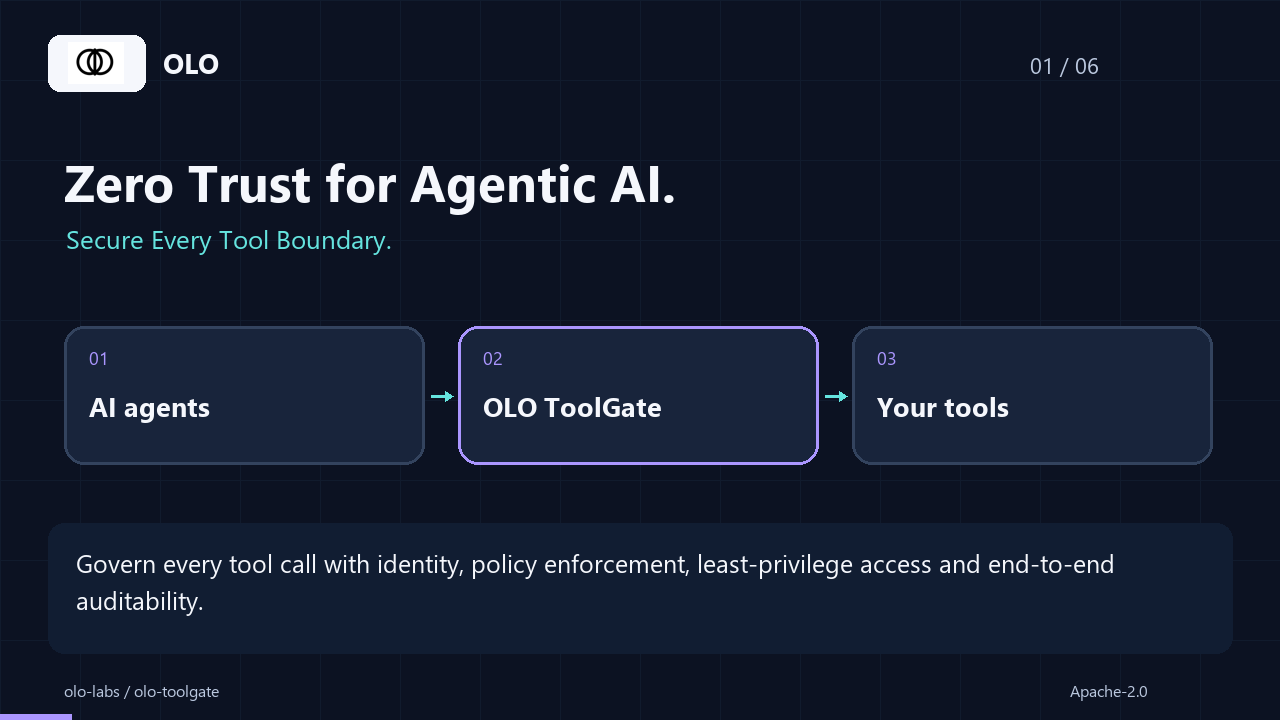 OLO
01 / 06
Zero Trust for Agentic AI.
Secure Every Tool Boundary.
01
AI agents
02
OLO ToolGate
03
Your tools
Govern every tool call with identity, policy enforcement, least-privilege access and end-to-end
auditability.
olo-labs / olo-toolgate
Apache-2.0